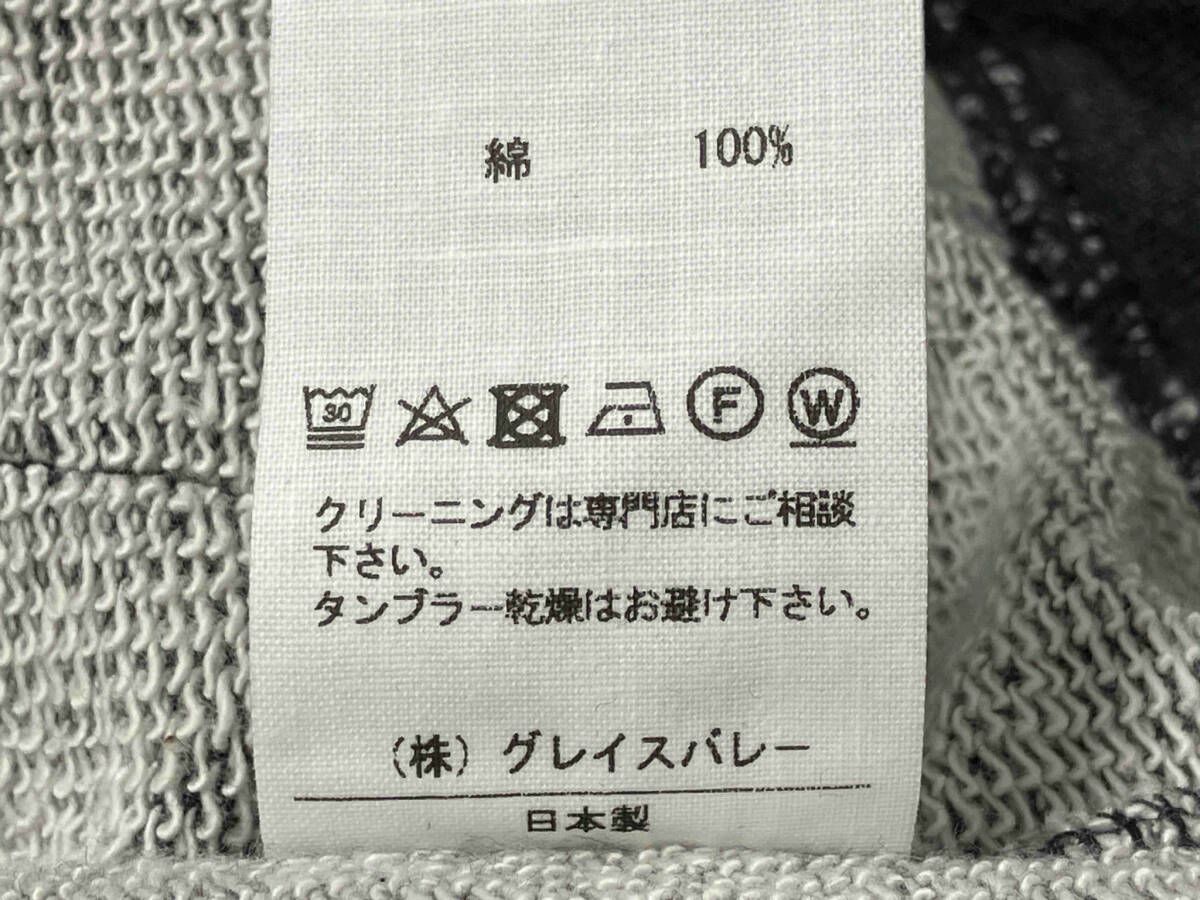 綿 100%
30 F W
クリーニングは専門店にご相談
下さい。
タンブラー乾燥はお避け下さい。
(株) グレイスバレー
日本製